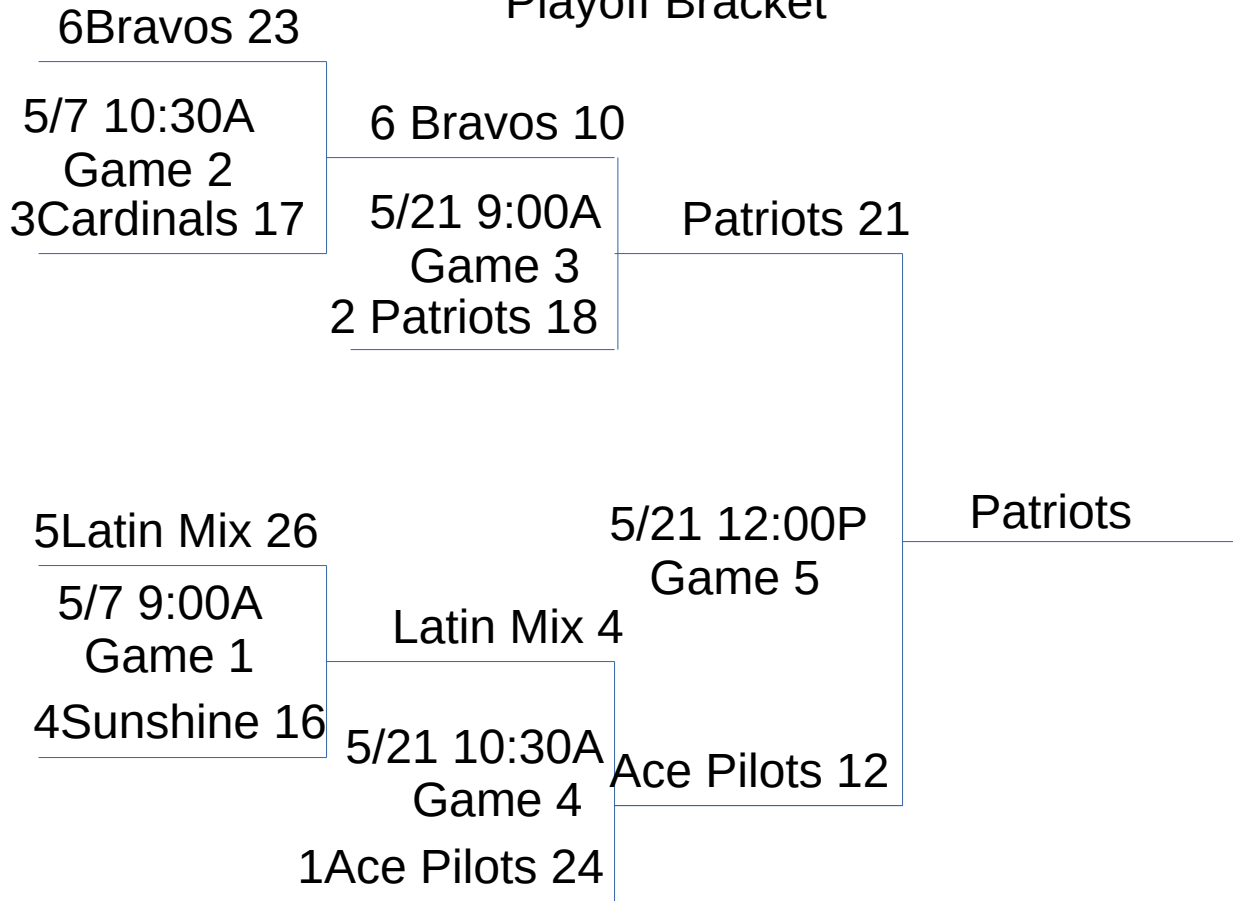 Playoff Bracket
6Bravos 23
5/7 10:30A
Game 2
3Cardinals 17
6 Bravos 10
5/21 9:00A
Game 3
2 Patriots 18
Patriots 21
5Latin Mix 26
5/7 9:00A
Game 1
4Sunshine 16
Latin Mix 4
5/21 10:30A
Game 4
1Ace Pilots 24
Ace Pilots 12
5/21 12:00P
Game 5
Patriots